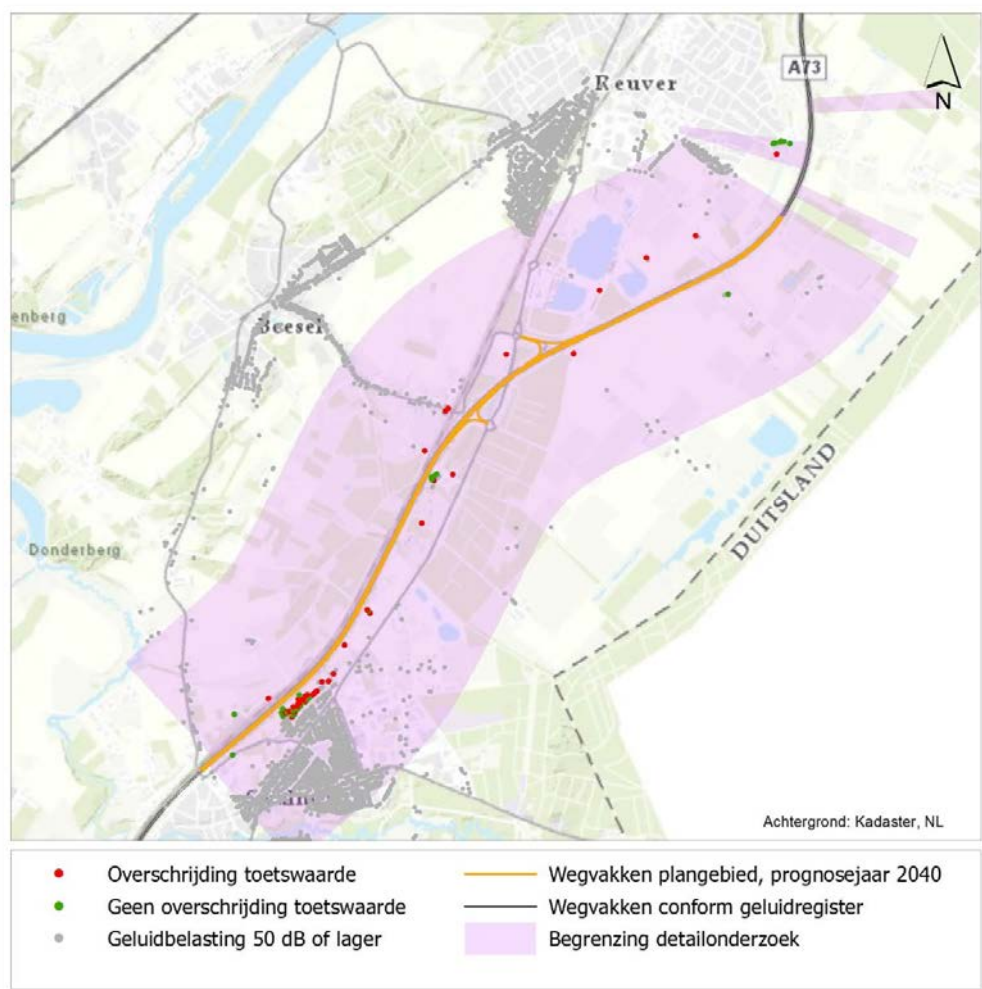 Reuver
A73
N
Beesel
enberg
Donderberg
DUITSLAND
Achtergrond: Kadaster, NL
Overschrijding toetswaarde
Wegvakken plangebied, prognosejaar 2040
Geen overschrijding toetswaarde
Wegvakken conform geluidregister
Geluidbelasting 50 dB of lager
Begrenzing detailonderzoek